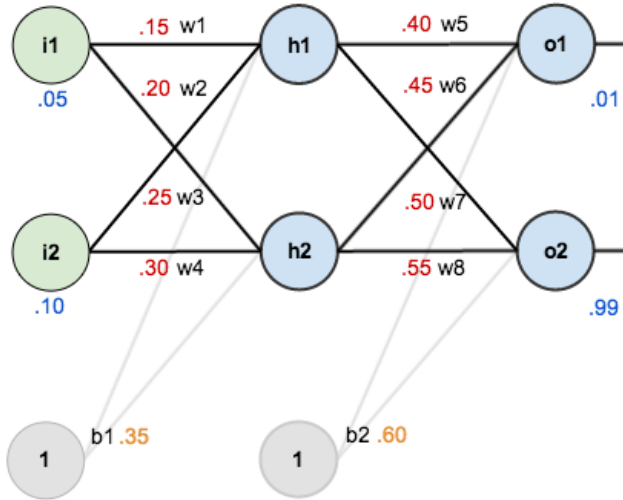 i1 .15 w1 h1 .40 w5 o1
.05 .20 w2 .45 w6 .01
.25 w3 .50 w7
i2 .30 w4 h2 .55 w8 o2
.10 .99
1 b1 .35 1 b2 .60